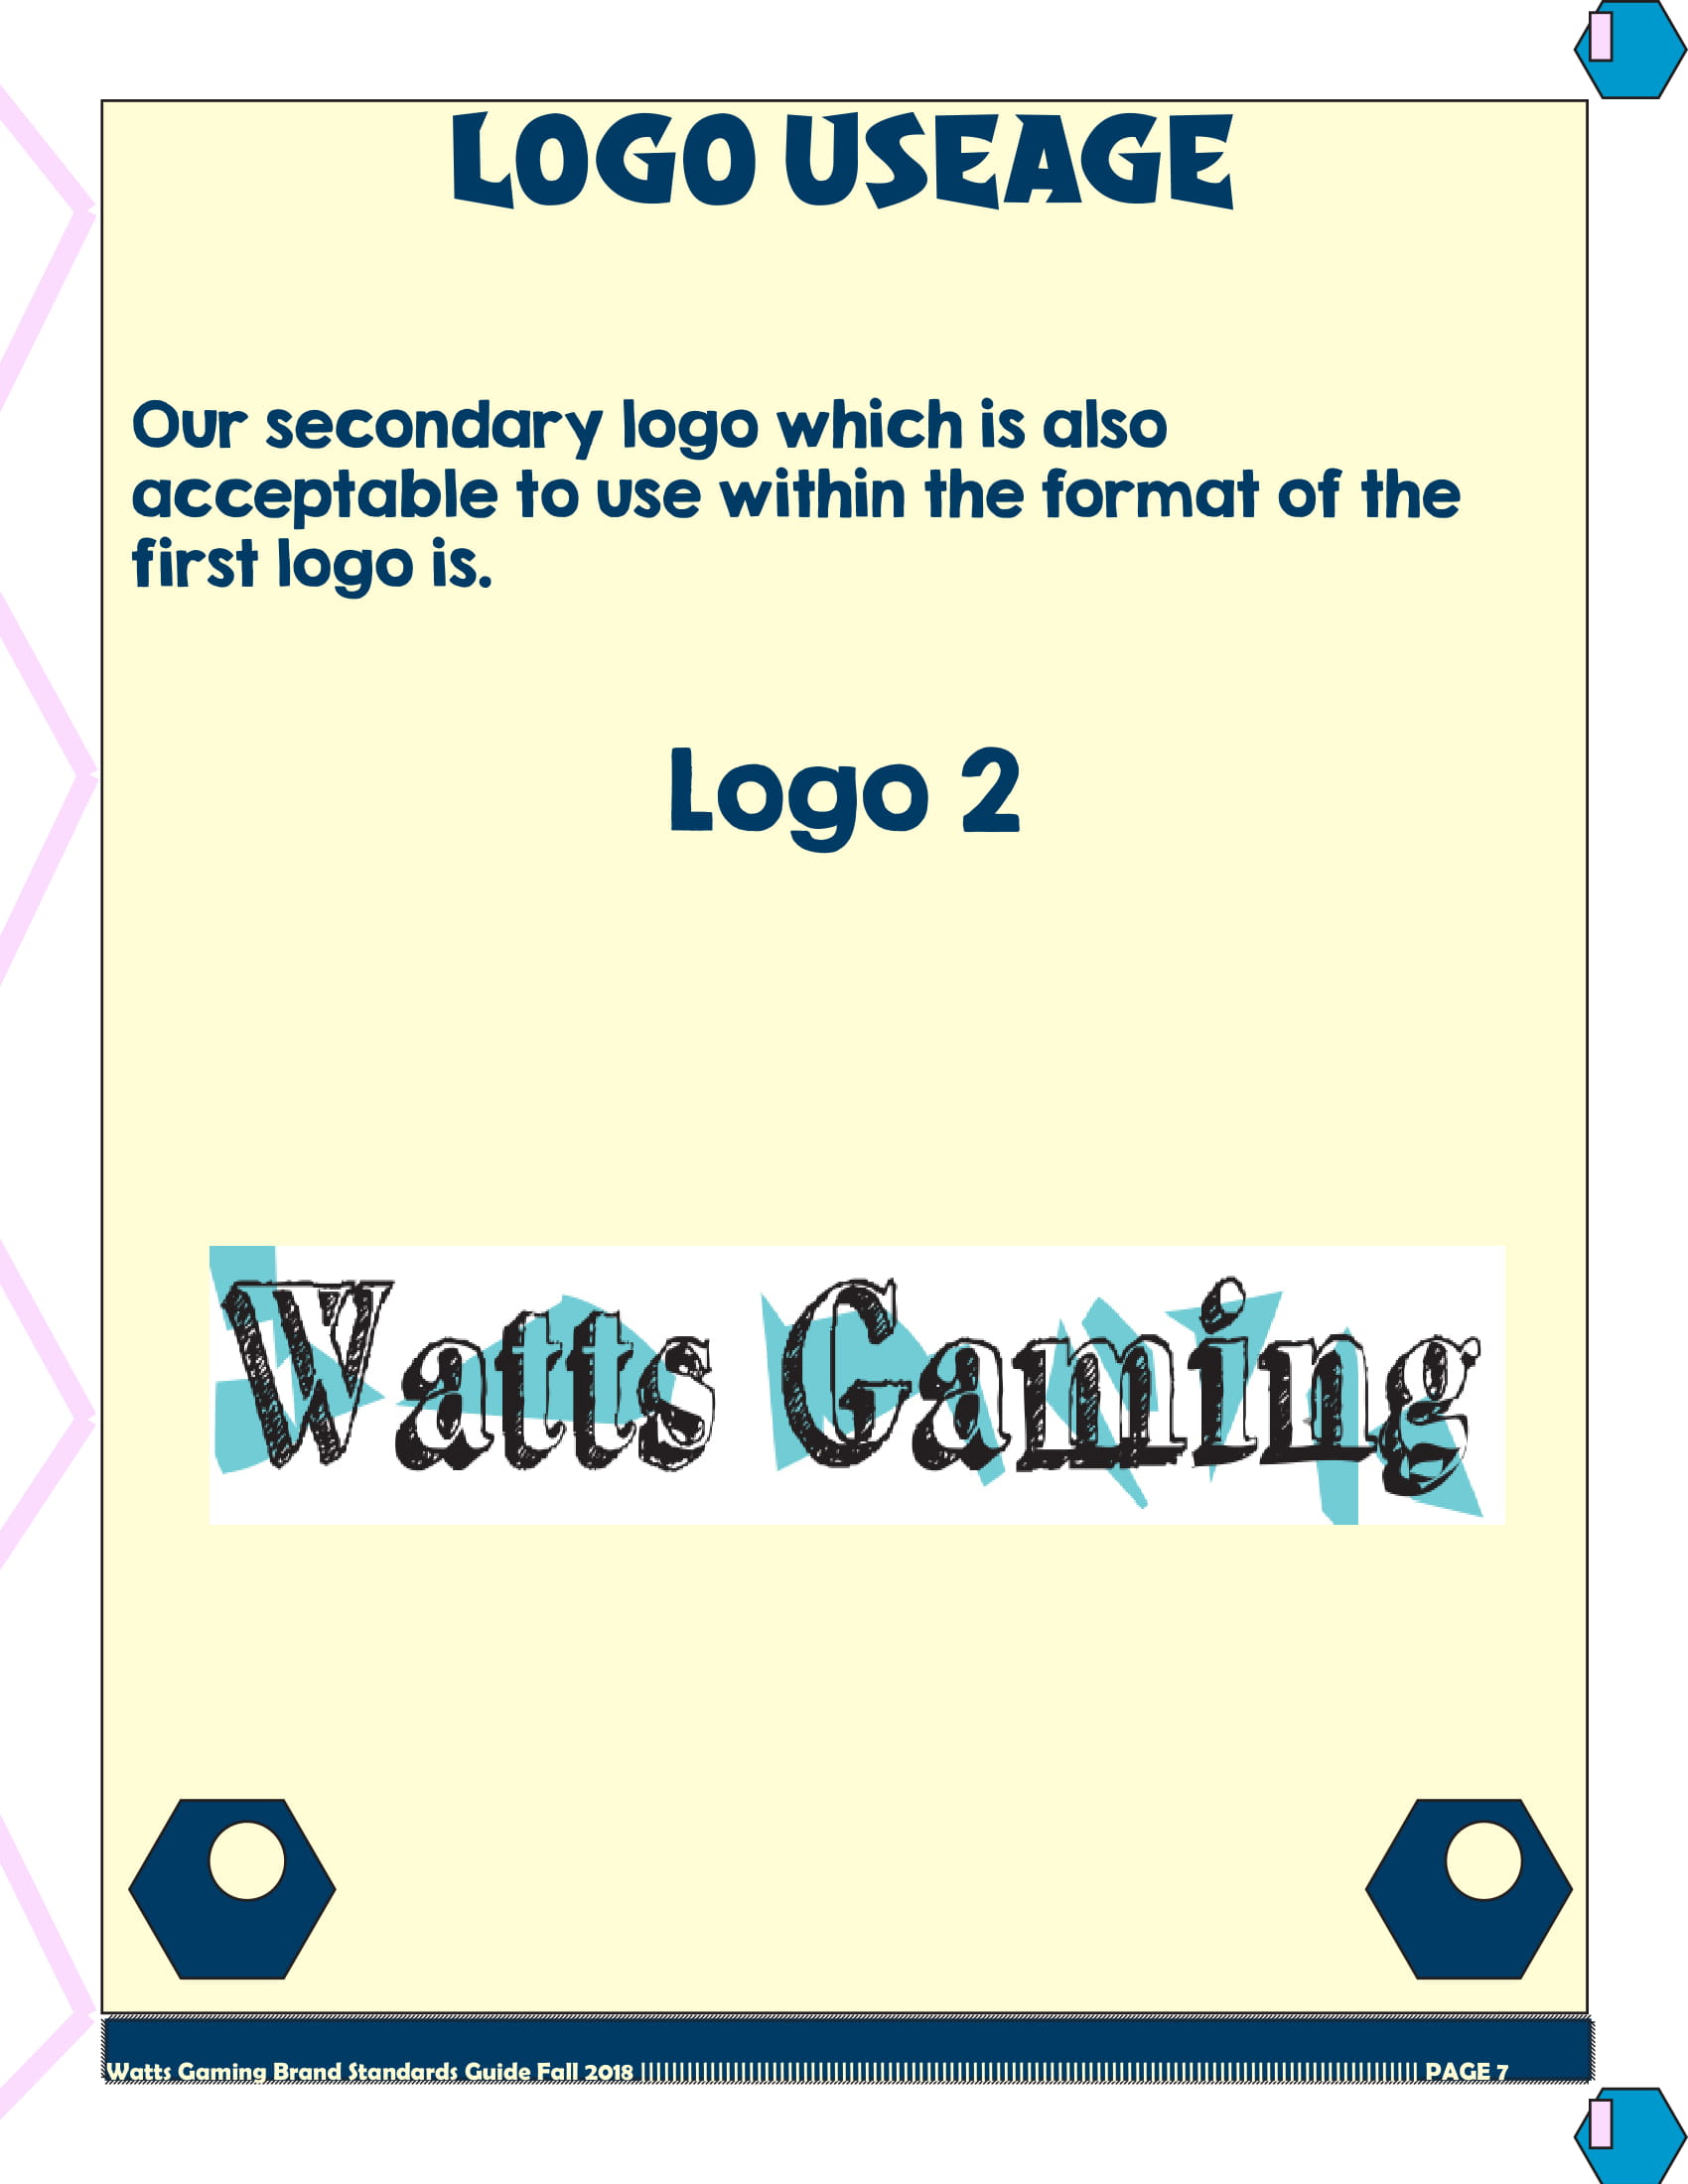 LOGO USEAGE
Our secondary logo which is also
acceptable to use within the format of the
first logo is.
Logo 2
Watts Gaming
Watts Gaming Brand Standards Guide Fall 2018 |||||||||||||||||||||||||||||||||||||||||||||||||||||||||||||||||||||||||||||||||||||||||||||||||||| PAGE 7